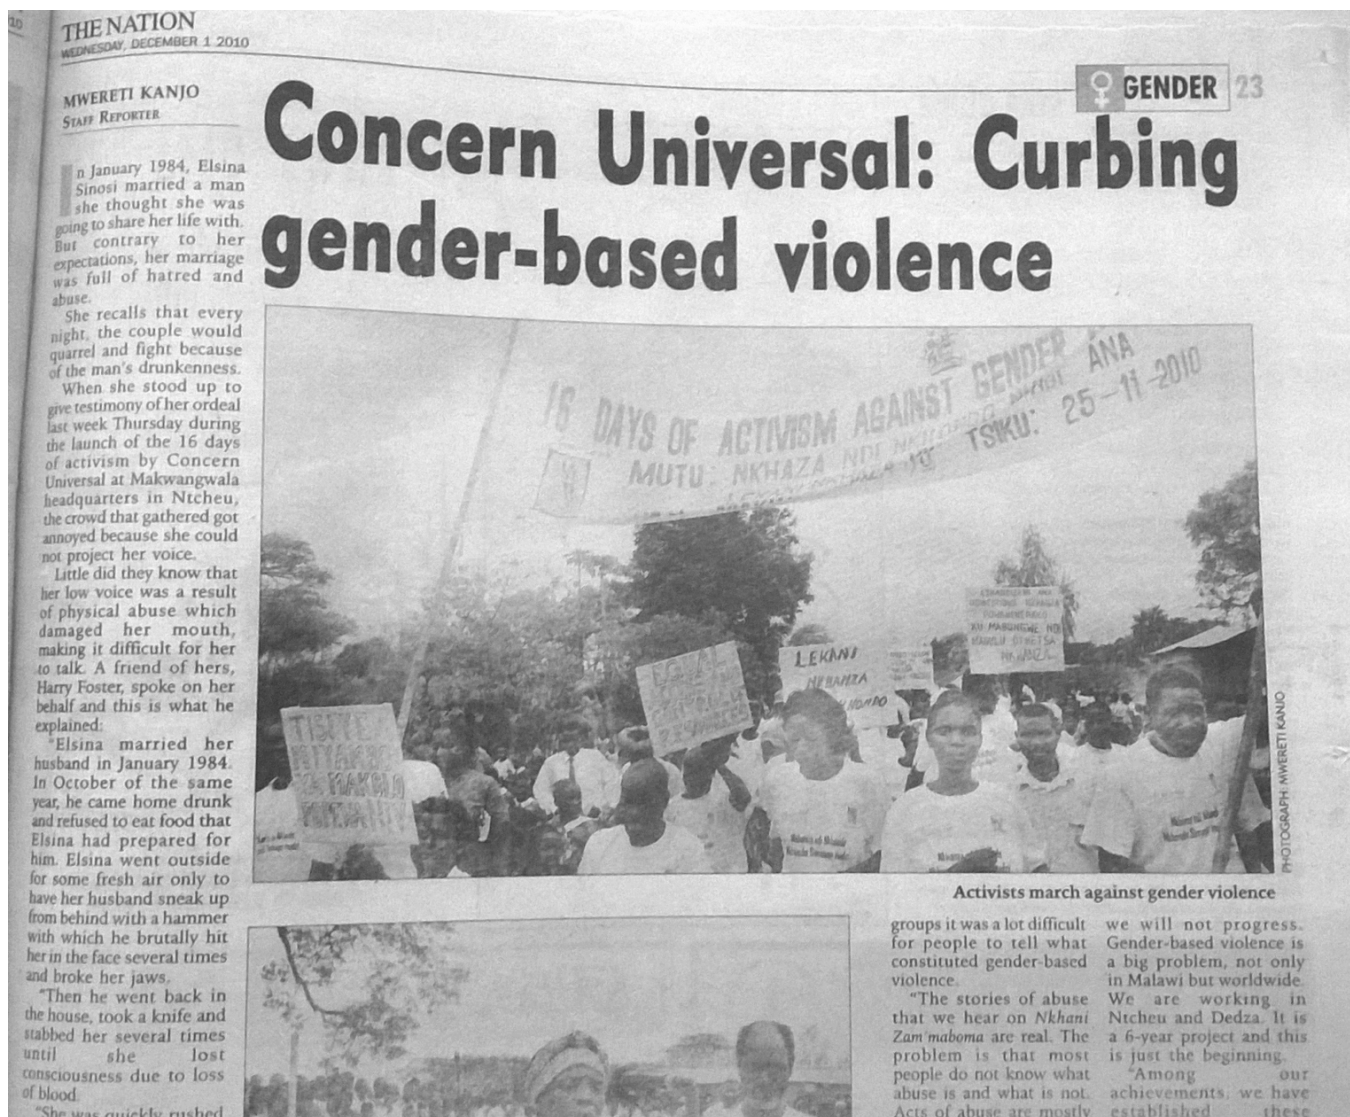 THE NATION
WEDNESDAY, DECEMBER 1 2010
GENDER 23
MWERETI KANJO
STAFF REPORTER
Concern Universal: Curbing
gender-based violence
In January 1984, Elsina
Sinosi married a man
she thought she was
going to share her life with.
But contrary to her
expectations, her marriage
was full of hatred and
abuse.
She recalls that every
night, the couple would
quarrel and fight because
of the man's drunkenness.
When she stood up to
give testimony of her ordeal
last week Thursday during
the launch of the 16 days
of activism by Concern
Universal at Makwangwala
headquarters in Ntcheu,
the crowd that gathered got
annoyed because she could
not project her voice.
Little did they know that
her low voice was a result
of physical abuse which
damaged her mouth,
making it difficult for her
to talk. A friend of hers,
Harry Foster, spoke on her
behalf and this is what he
explained:
"Elsina married her
husband in January 1984.
In October of the same
year, he came home drunk
and refused to eat food that
Elsina had prepared for
him. Elsina went outside
for some fresh air only to
have her husband sneak up
from behind with a hammer
with which he brutally hit
her in the face several times
and broke her jaws.
"Then he went back in
the house, took a knife and
stabbed her several times
until she lost
consciousness due to loss
of blood.
"She was quickly rushed
16 DAYS OF ACTIVISM AGAINST GENDER
MUTU: NKHAZA NDI ANA
TSIKU: 25-11-2010
LEKANI
NKHANZA
TISIYE
MIYAMBO
PHOTOGRAPH: MWERETI KANJO
Activists march against gender violence
groups it was a lot difficult
for people to tell what
constituted gender-based
violence.
"The stories of abuse
that we hear on Nkhani
Zam'maboma are real. The
problem is that most
people do not know what
abuse is and what is not.
Acts of abuse are mostly
we will not progress.
Gender-based violence is
a big problem, not only
in Malawi but worldwide.
We are working in
Ntcheu and Dedza. It is
a 6-year project and this
is just the beginning.
"Among our
achievements, we have
established